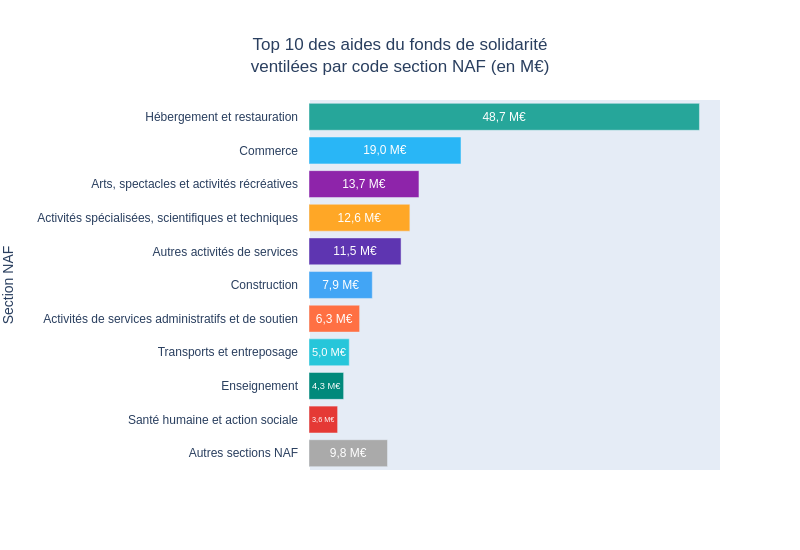 Top 10 des aides du fonds de solidarité
ventilées par code section NAF (en M€)
Section NAF
Hébergement et restauration 48,7 M€
Commerce 19,0 M€
Arts, spectacles et activités récréatives 13,7 M€
Activités spécialisées, scientifiques et techniques 12,6 M€
Autres activités de services 11,5 M€
Construction 7,9 M€
Activités de services administratifs et de soutien 6,3 M€
Transports et entreposage 5,0 M€
Enseignement 4,3 M€
Santé humaine et action sociale 3,6 M€
Autres sections NAF 9,8 M€